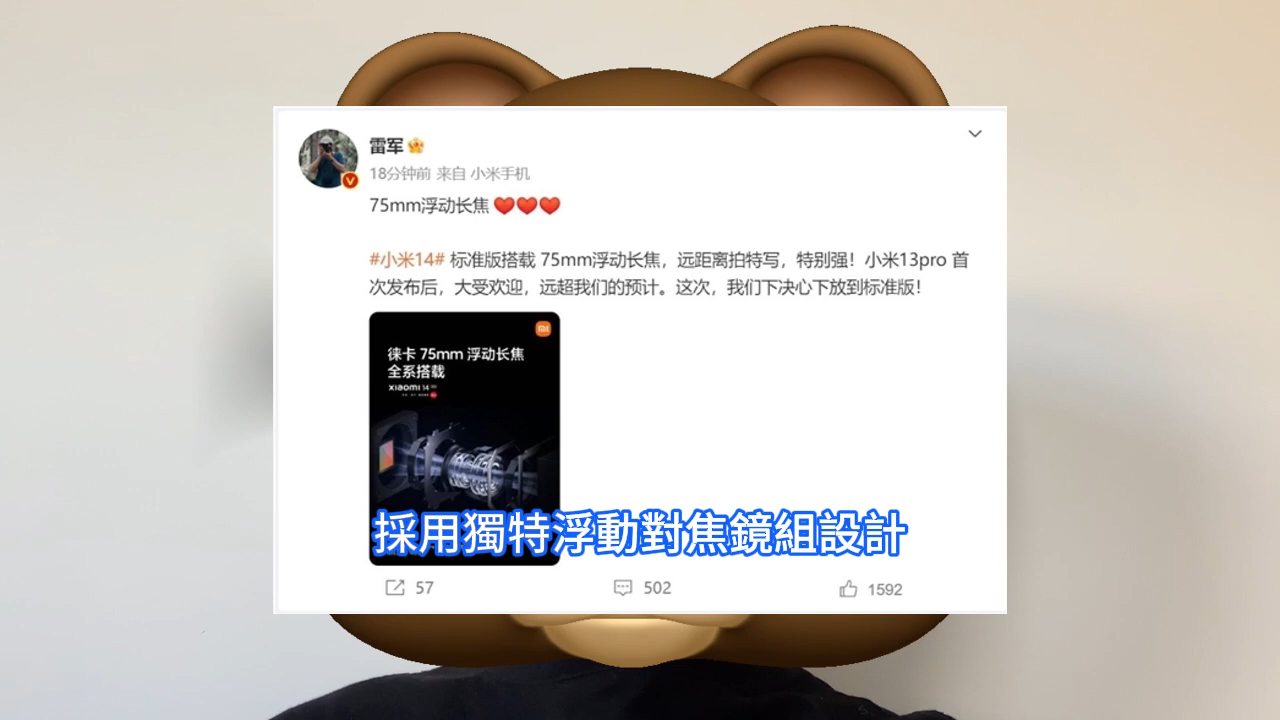 雷军
18分钟前 来自 小米手机
75mm浮动长焦
#小米14# 标准版搭载 75mm浮动长焦，远距离拍特写，特别强！小米13pro 首
次发布后，大受欢迎，远超我们的预计。这次，我们下决心下放到标准版！
徕卡 75mm 浮动长焦
全系搭载
xiaomi 14
採用獨特浮動對焦鏡組設計
57
502
1592